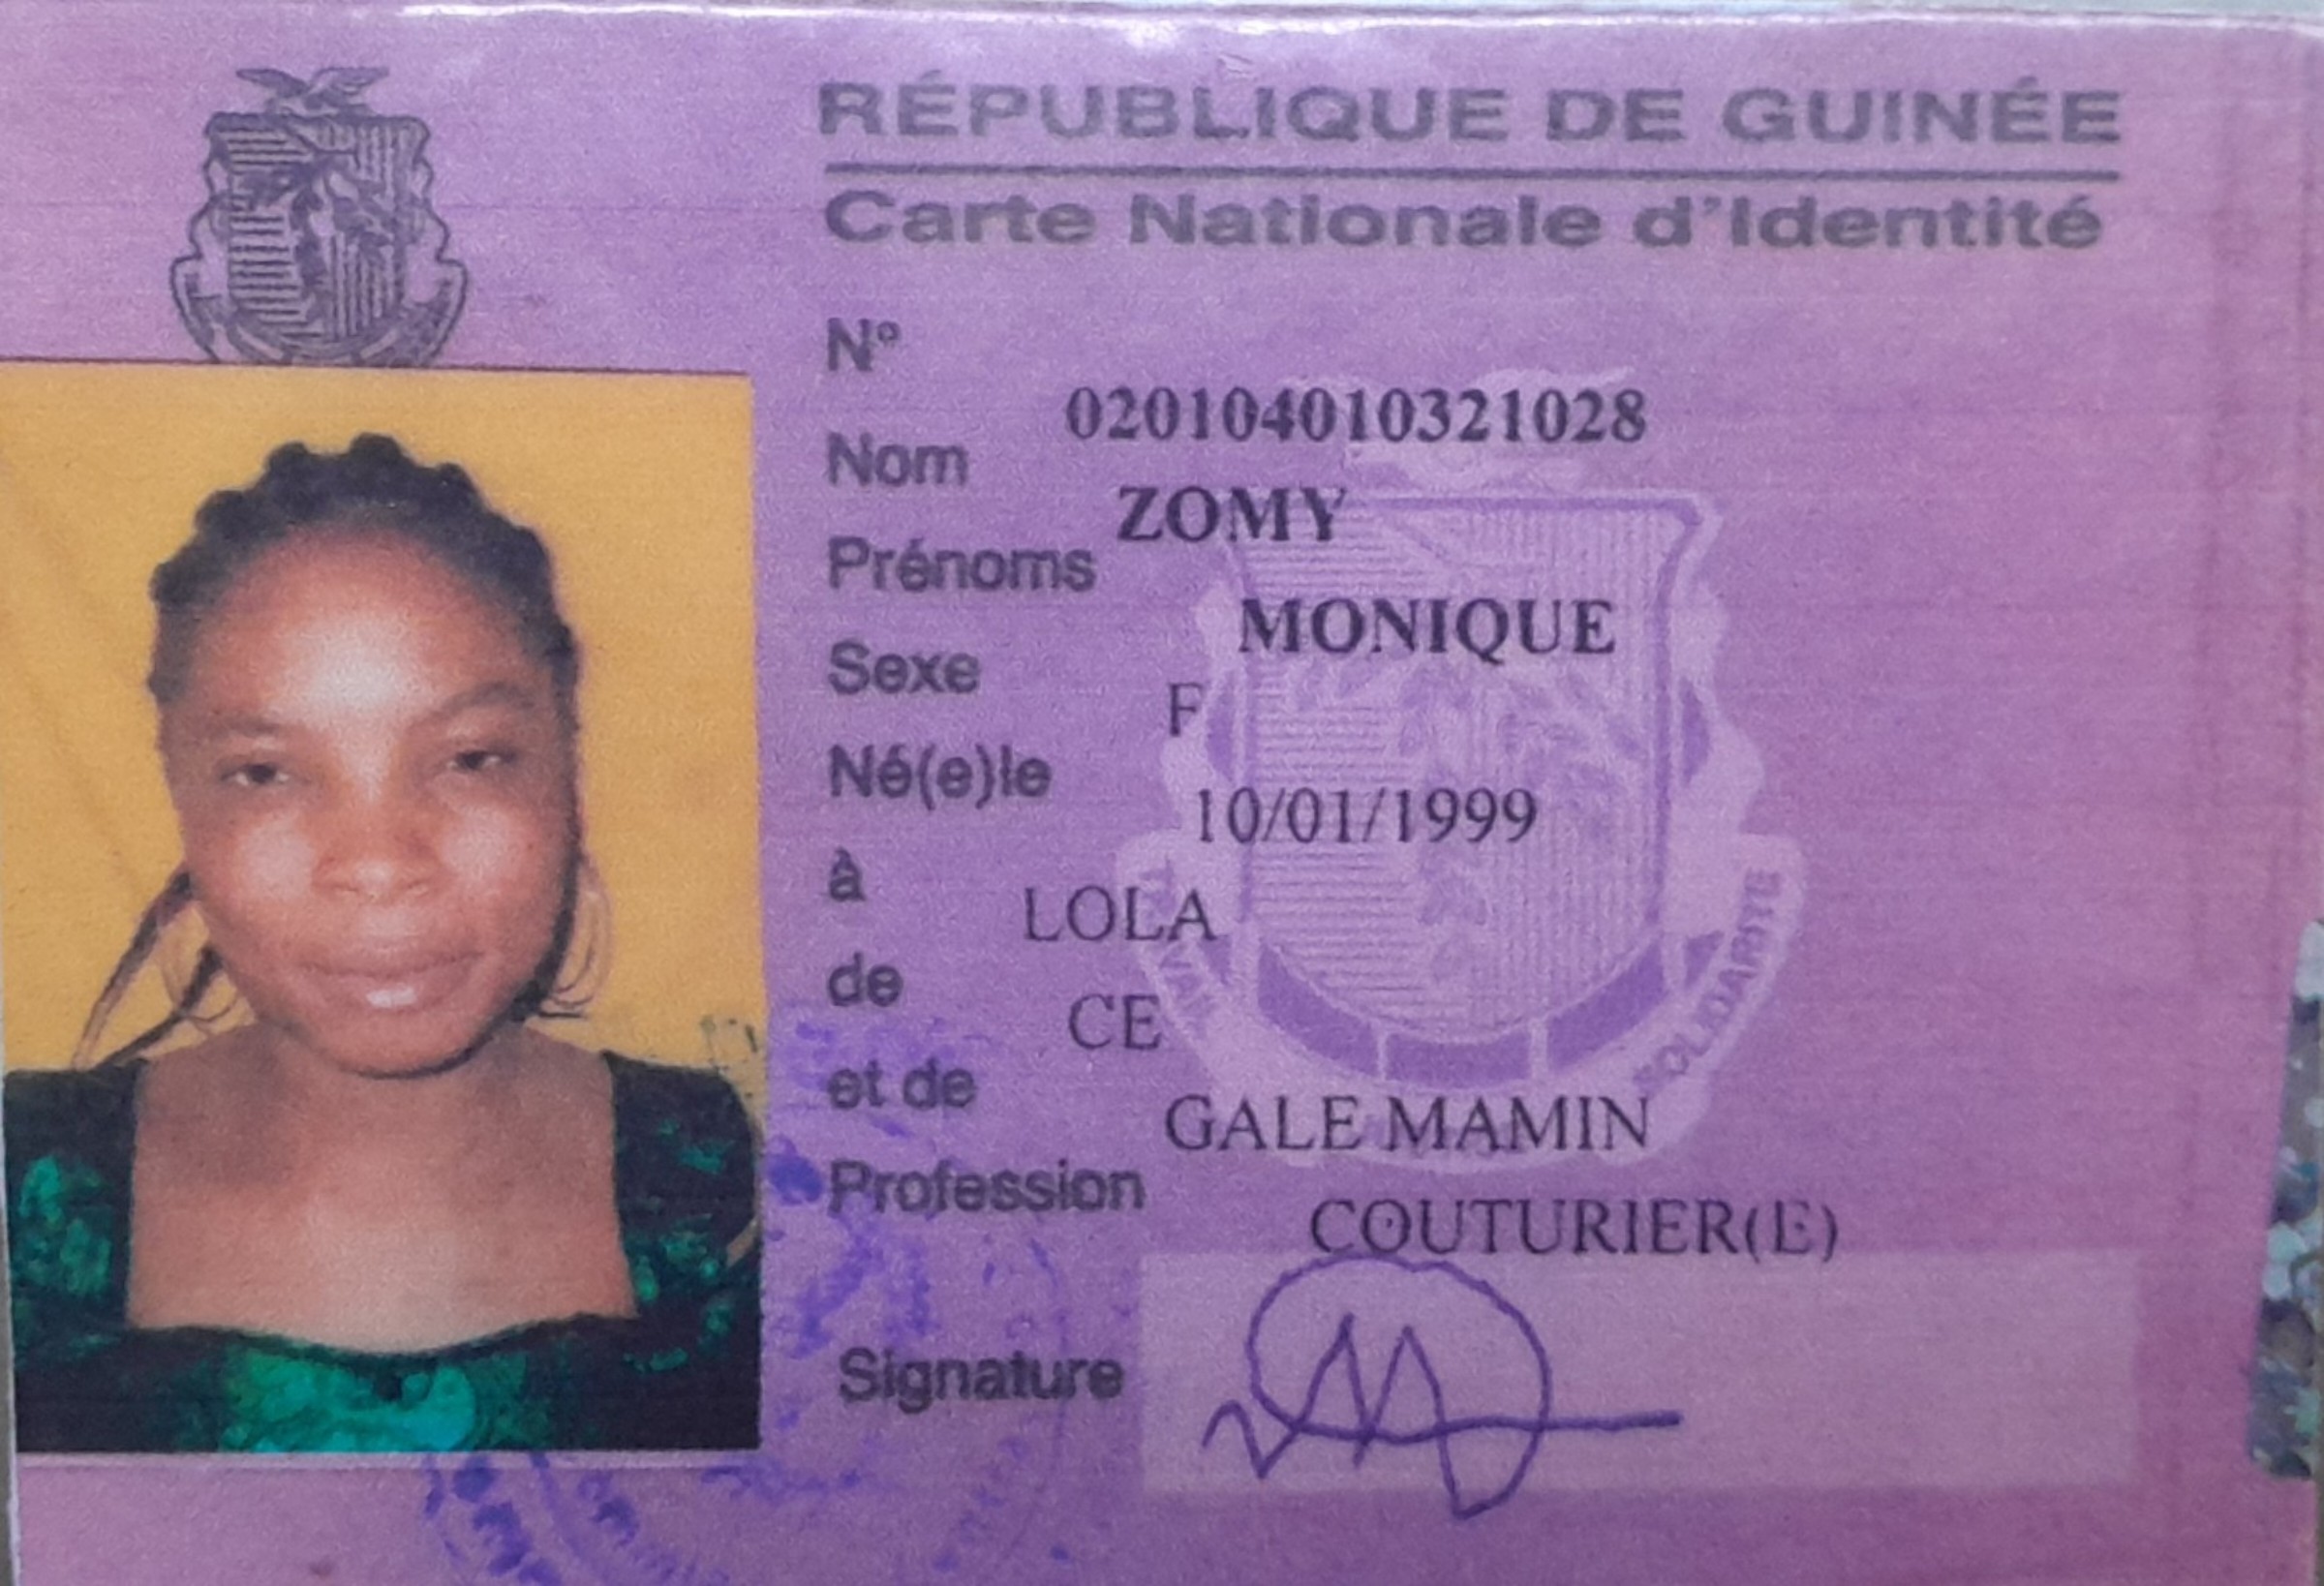 RÉPUBLIQUE DE GUINÉE
Carte Nationale d'Identité
N° 020104010321028
Nom ZOMY
Prénoms MONIQUE
Sexe F
Né(e)le 10/01/1999
à LOLA
de CE
et de GALE MAMIN
Profession COUTURIER(E)
Signature
SOLIDARITE